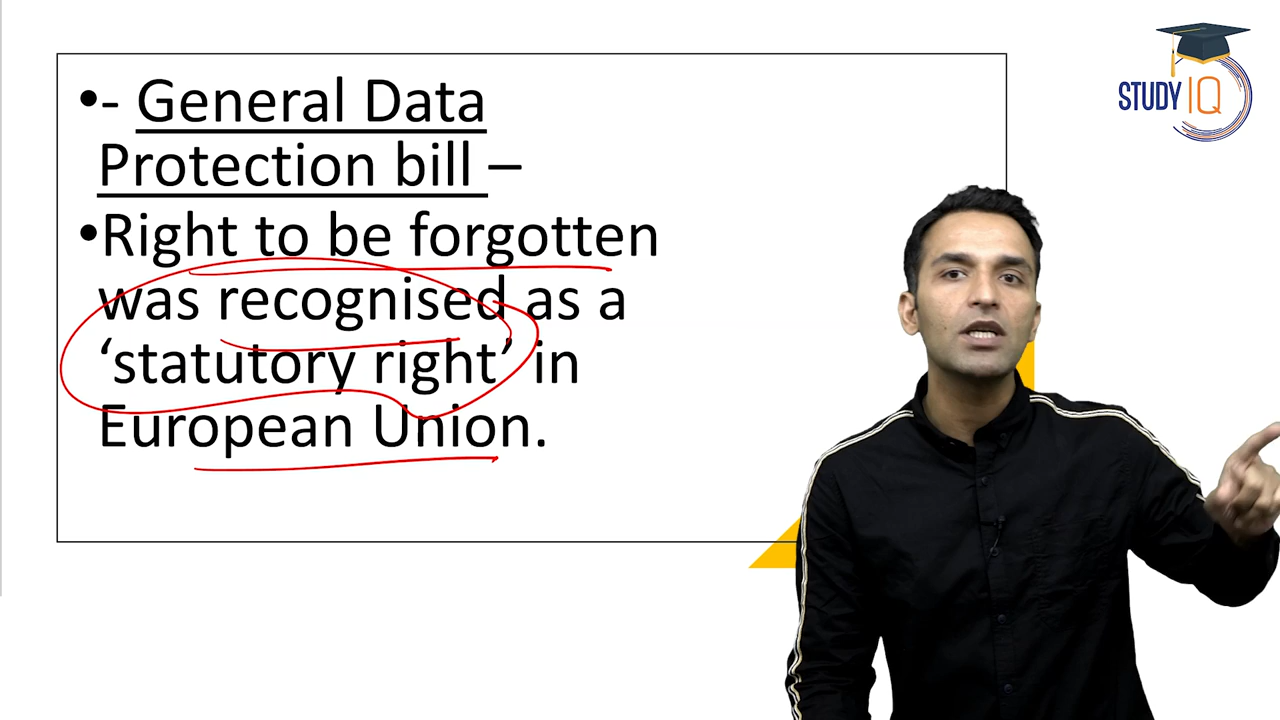 •- General Data
Protection bill –
•Right to be forgotten
was recognised as a
‘statutory right’ in
European Union.
STUDY IQ